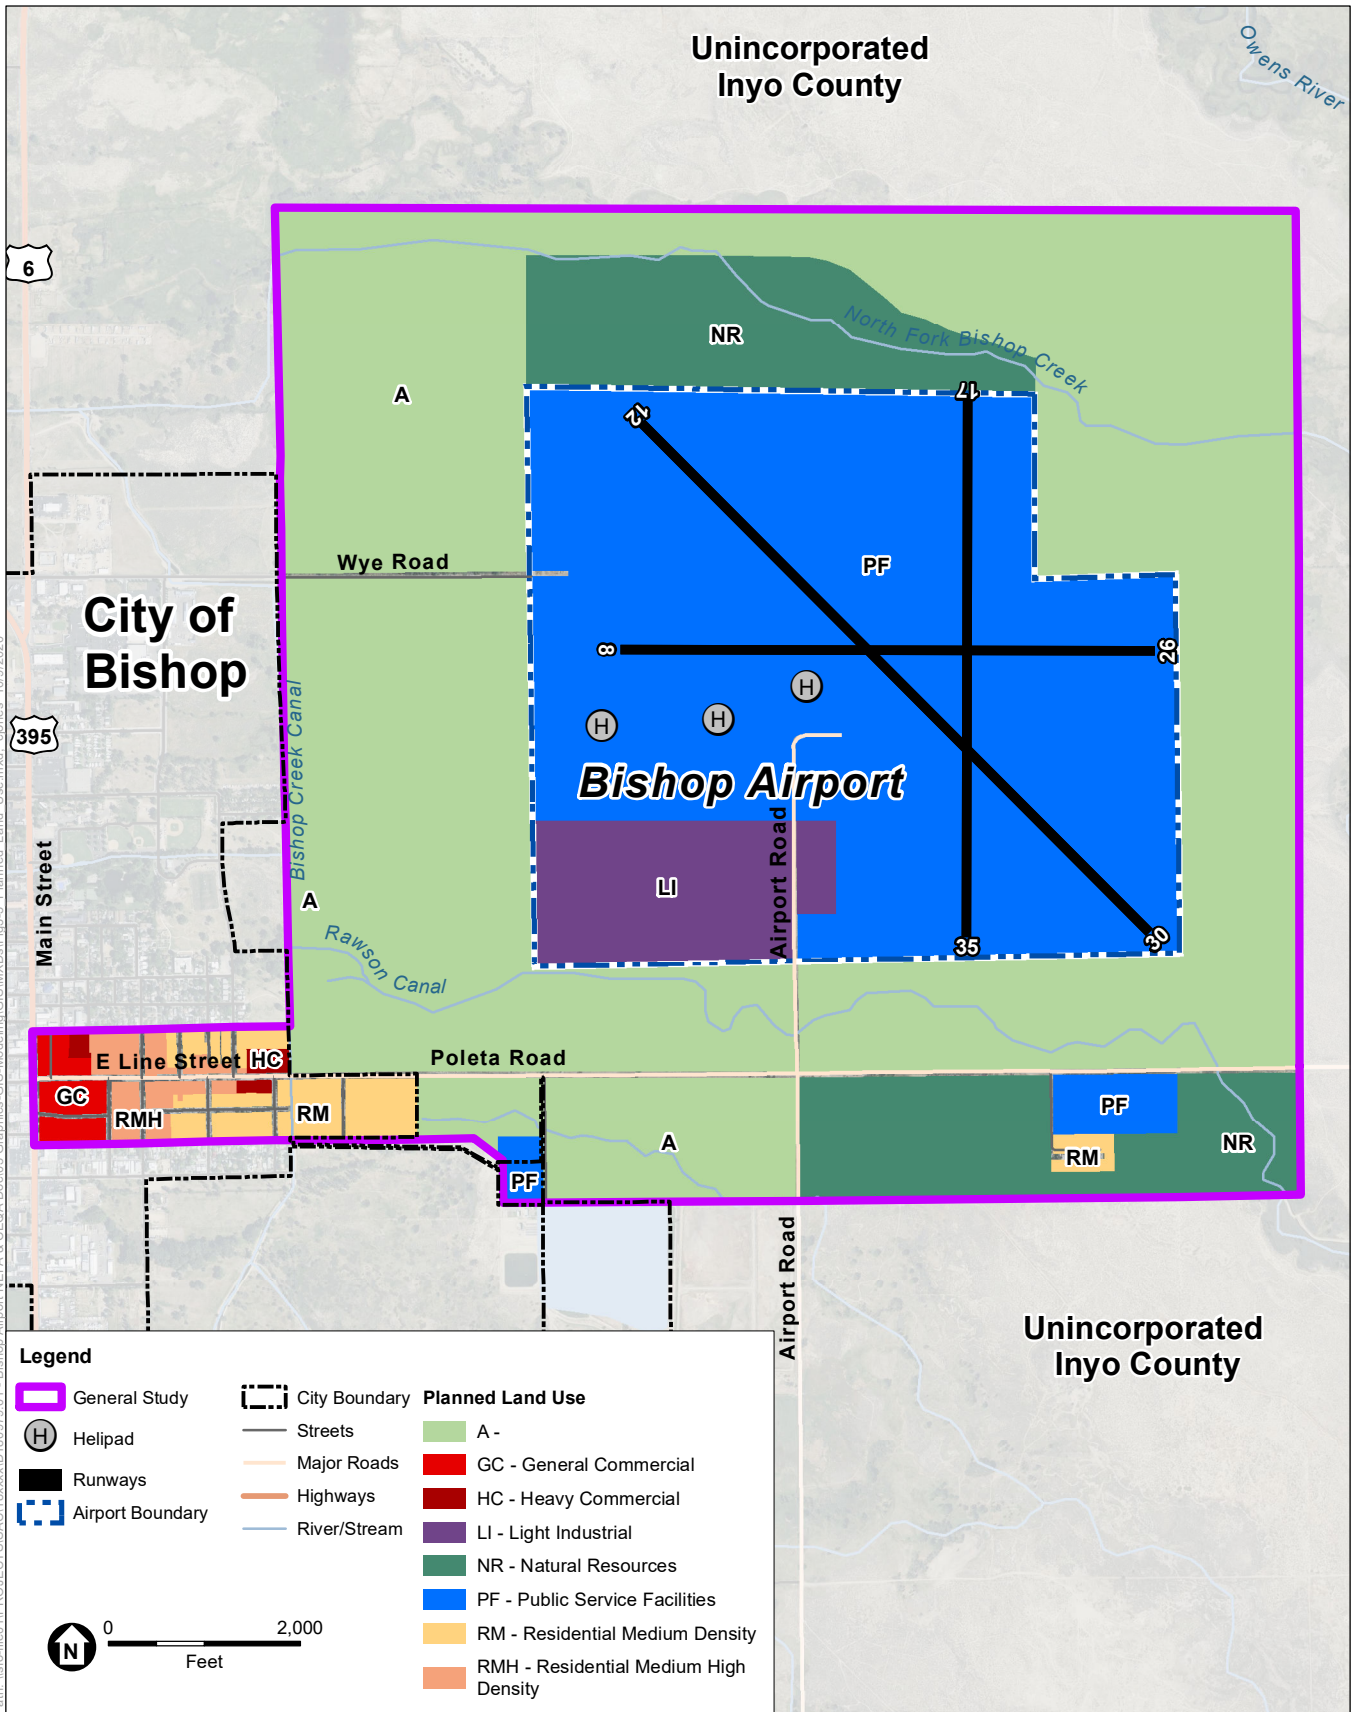 Unincorporated
Inyo County
Owens River
6
North Fork Bishop Creek
NR
A
17
12
Wye Road
PF
City of
Bishop
8
26
H
H
H
395
Bishop Creek Canal
Bishop Airport
Main Street
Airport Road
LI
A
Rawson Canal
35
30
E Line Street
HC
Poleta Road
GC
RMH
RM
PF
A
PF
RM
NR
Airport Road
Unincorporated
Inyo County
Legend
General Study
H
Helipad
Runways
Airport Boundary
City Boundary
Streets
Major Roads
Highways
River/Stream
Planned Land Use
A -
GC - General Commercial
HC - Heavy Commercial
LI - Light Industrial
NR - Natural Resources
PF - Public Service Facilities
RM - Residential Medium Density
RMH - Residential Medium High
Density
N
0
2,000
Feet